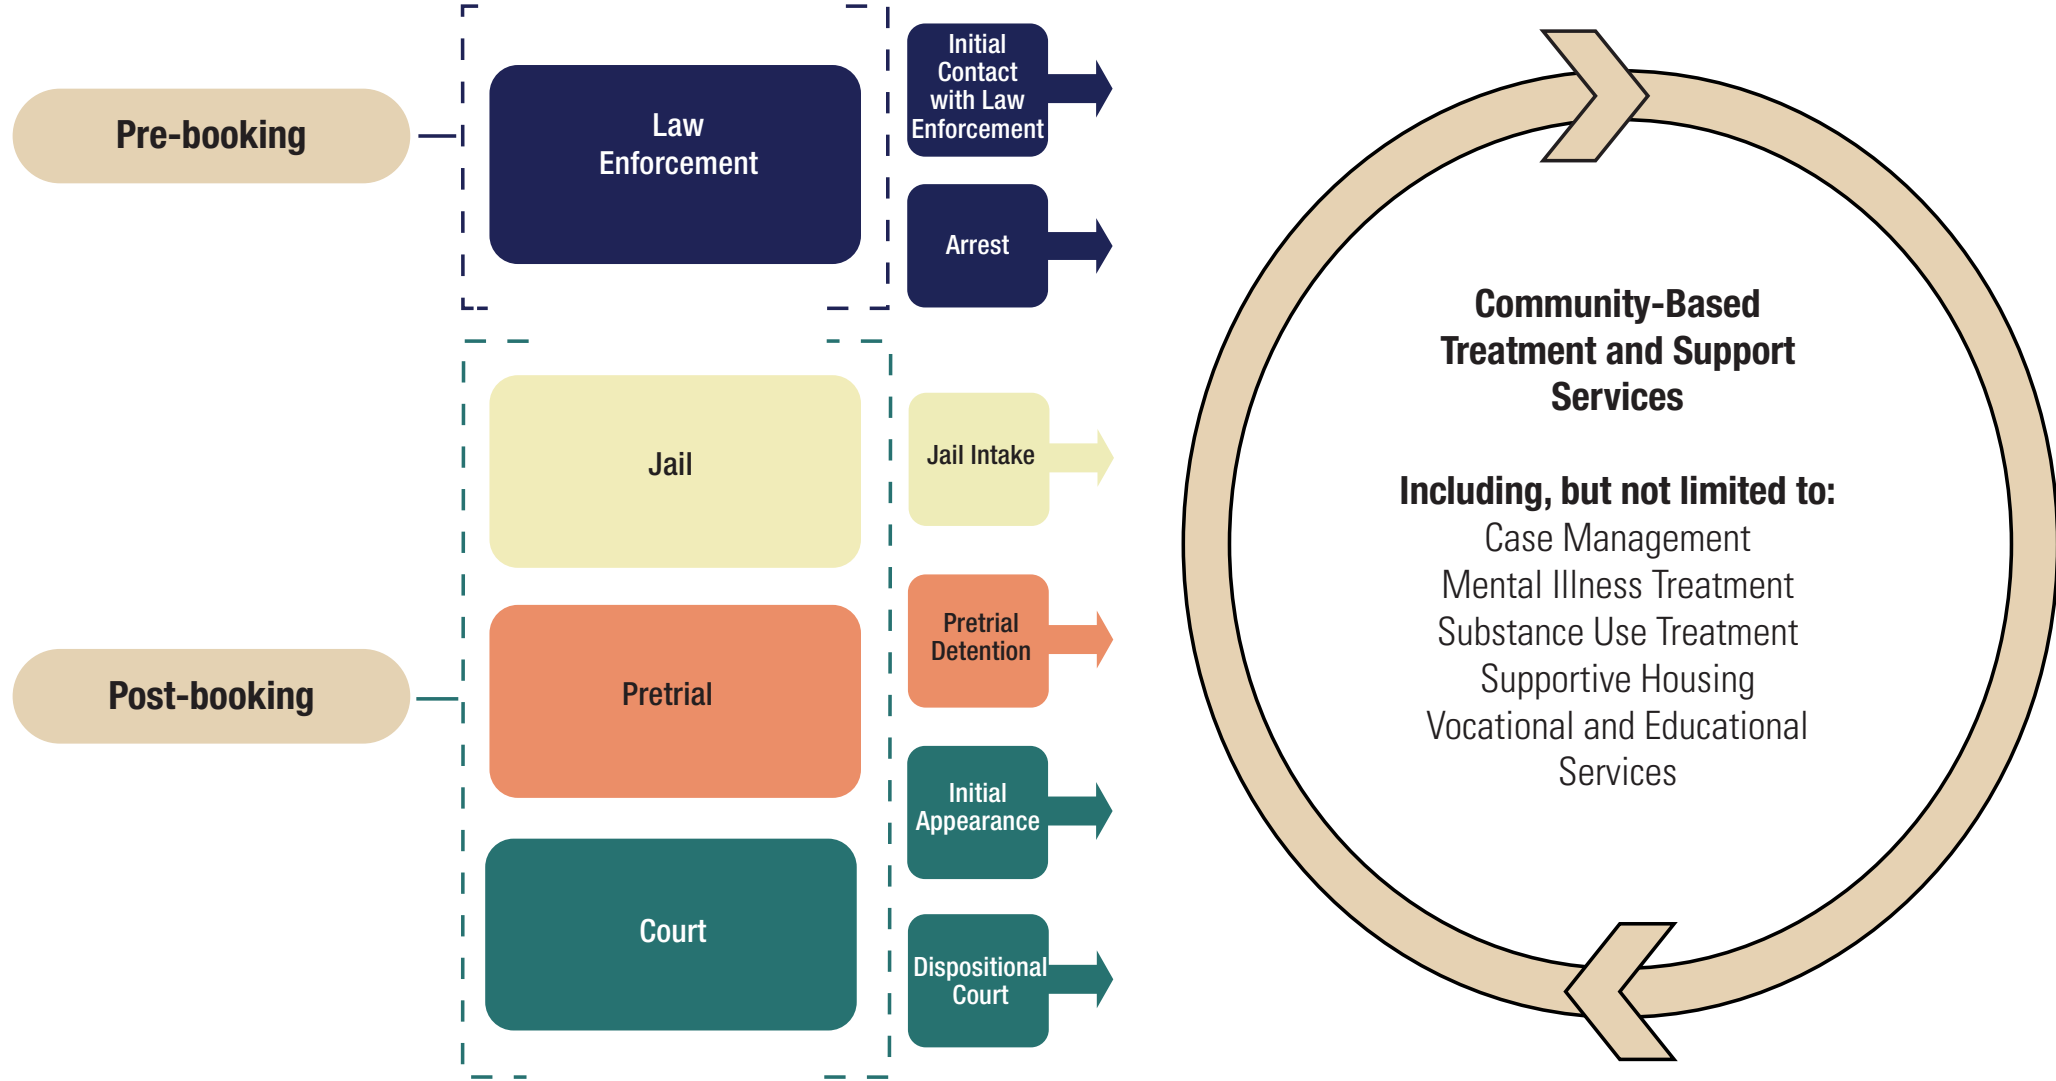 Pre-booking
Law
Enforcement
Initial
Contact
with Law
Enforcement
Arrest
Post-booking
Jail
Pretrial
Court
Jail Intake
Pretrial
Detention
Initial
Appearance
Dispositional
Court
Community-Based
Treatment and Support
Services
Including, but not limited to:
Case Management
Mental Illness Treatment
Substance Use Treatment
Supportive Housing
Vocational and Educational
Services